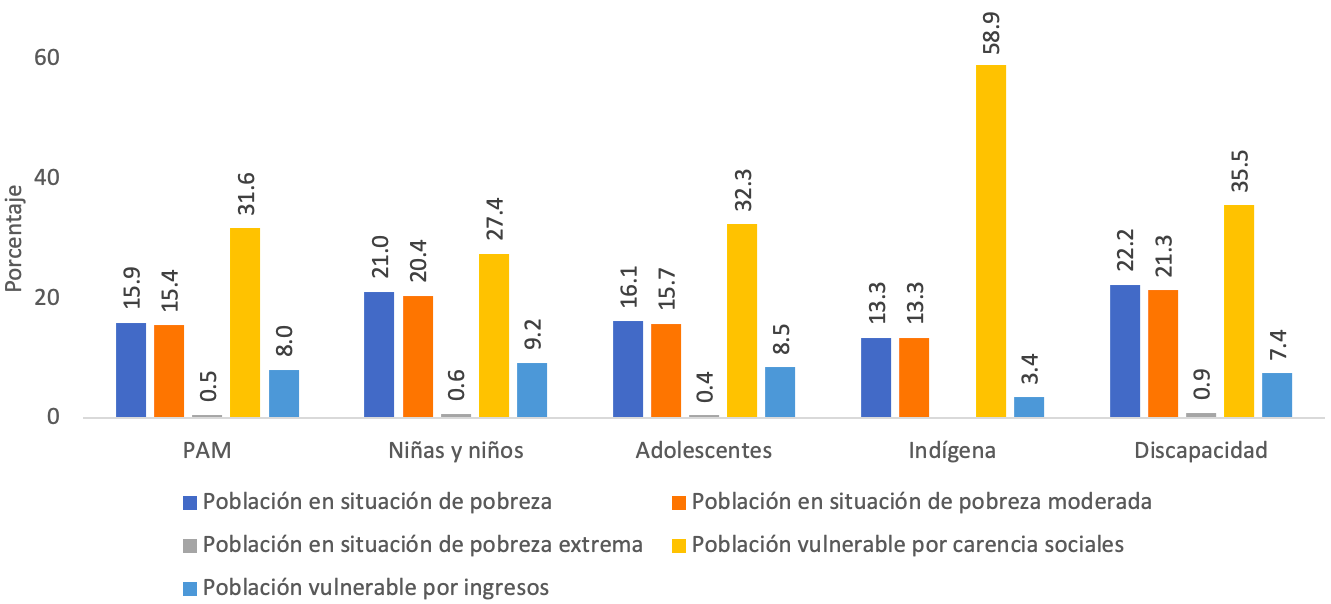 Porcentaje
60
40
20
0
15.9
15.4
0.5
31.6
8.0
21.0
20.4
0.6
27.4
9.2
16.1
15.7
0.4
32.3
8.5
13.3
13.3
58.9
3.4
22.2
21.3
0.9
35.5
7.4
PAM
Niñas y niños
Adolescentes
Indígena
Discapacidad
Población en situación de pobreza
Población en situación de pobreza moderada
Población en situación de pobreza extrema
Población vulnerable por carencia sociales
Población vulnerable por ingresos